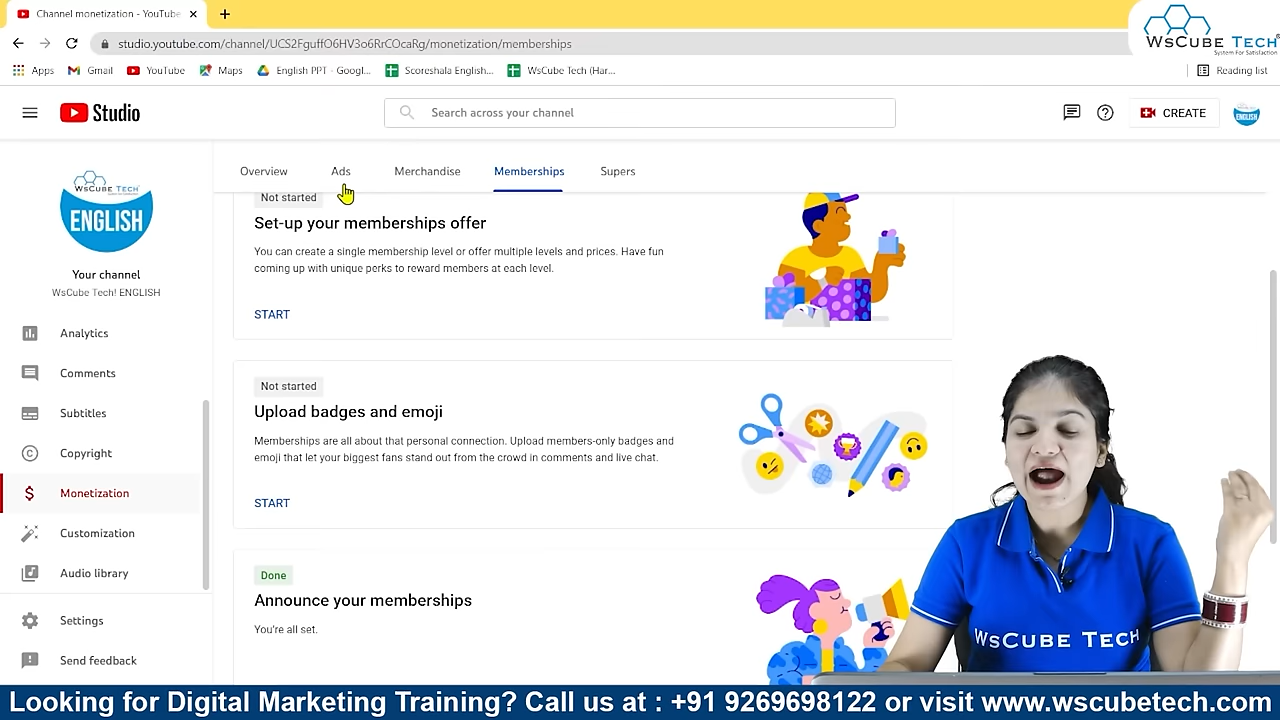 Channel monetization - YouTube
WsCube Tech
System For Satisfaction
studio.youtube.com/channel/UCS2FguffO6HV3o6RrCOcaRg/monetization/memberships
Apps
Gmail
YouTube
Maps
English PPT - Googl...
Scoreshala English...
WsCube Tech (Har...
Reading list
Studio
Search across your channel
CREATE
ENGLISH
Overview
Ads
Merchandise
Memberships
Supers
WsCube Tech
ENGLISH
Your channel
WsCube Tech! ENGLISH
Analytics
Comments
Subtitles
Copyright
Monetization
Customization
Audio library
Settings
Send feedback
Not started
Set-up your memberships offer
You can create a single membership level or offer multiple levels and prices. Have fun
coming up with unique perks to reward members at each level.
START
Not started
Upload badges and emoji
Memberships are all about that personal connection. Upload members-only badges and
emoji that let your biggest fans stand out from the crowd in comments and live chat.
START
Done
Announce your memberships
You're all set.
WsCube Tech
Looking for Digital Marketing Training? Call us at : +91 9269698122 or visit www.wscubetech.com